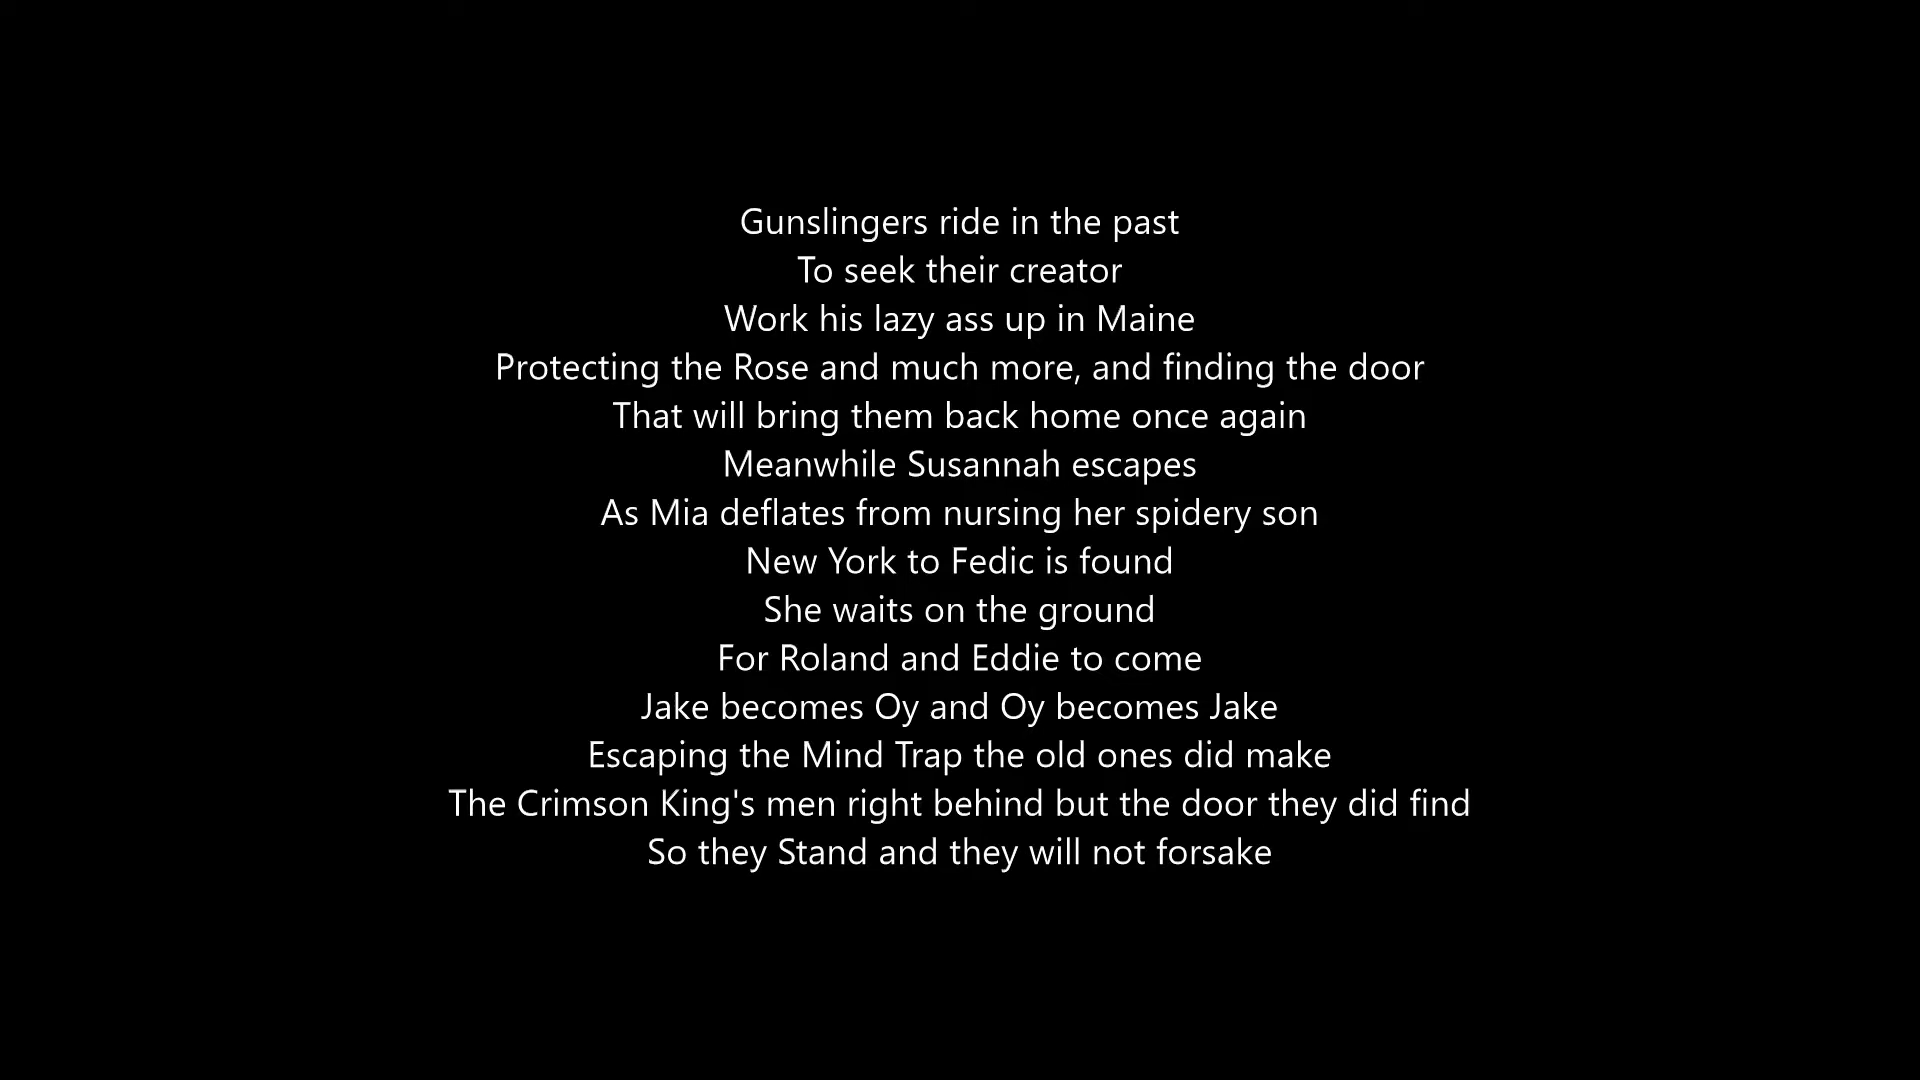 Gunslingers ride in the past
To seek their creator
Work his lazy ass up in Maine
Protecting the Rose and much more, and finding the door
That will bring them back home once again
Meanwhile Susannah escapes
As Mia deflates from nursing her spidery son
New York to Fedic is found
She waits on the ground
For Roland and Eddie to come
Jake becomes Oy and Oy becomes Jake
Escaping the Mind Trap the old ones did make
The Crimson King's men right behind but the door they did find
So they Stand and they will not forsake